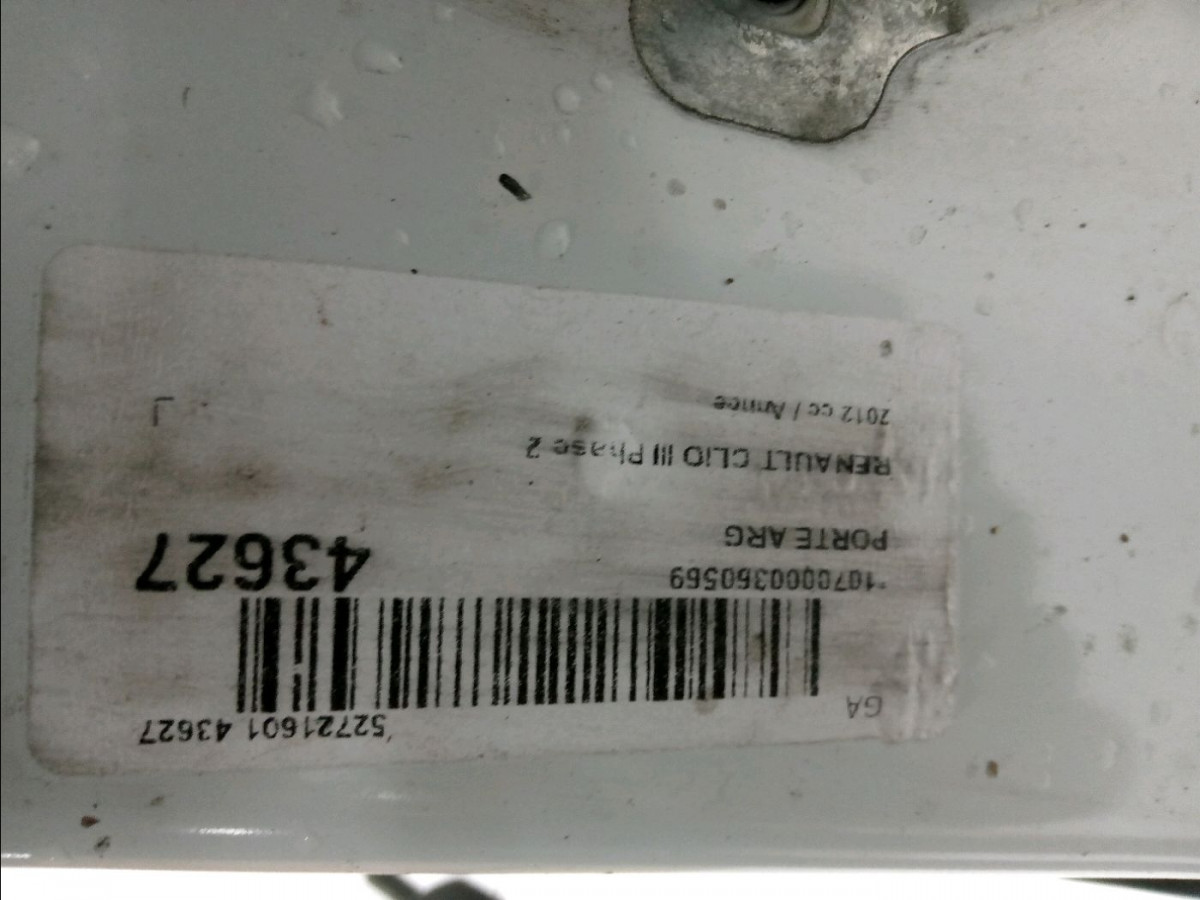 GA
52721601 43627
*1070000360569
43627
PORTE ARG
RENAULT CLIO III Phase 2
2012 cc / Année